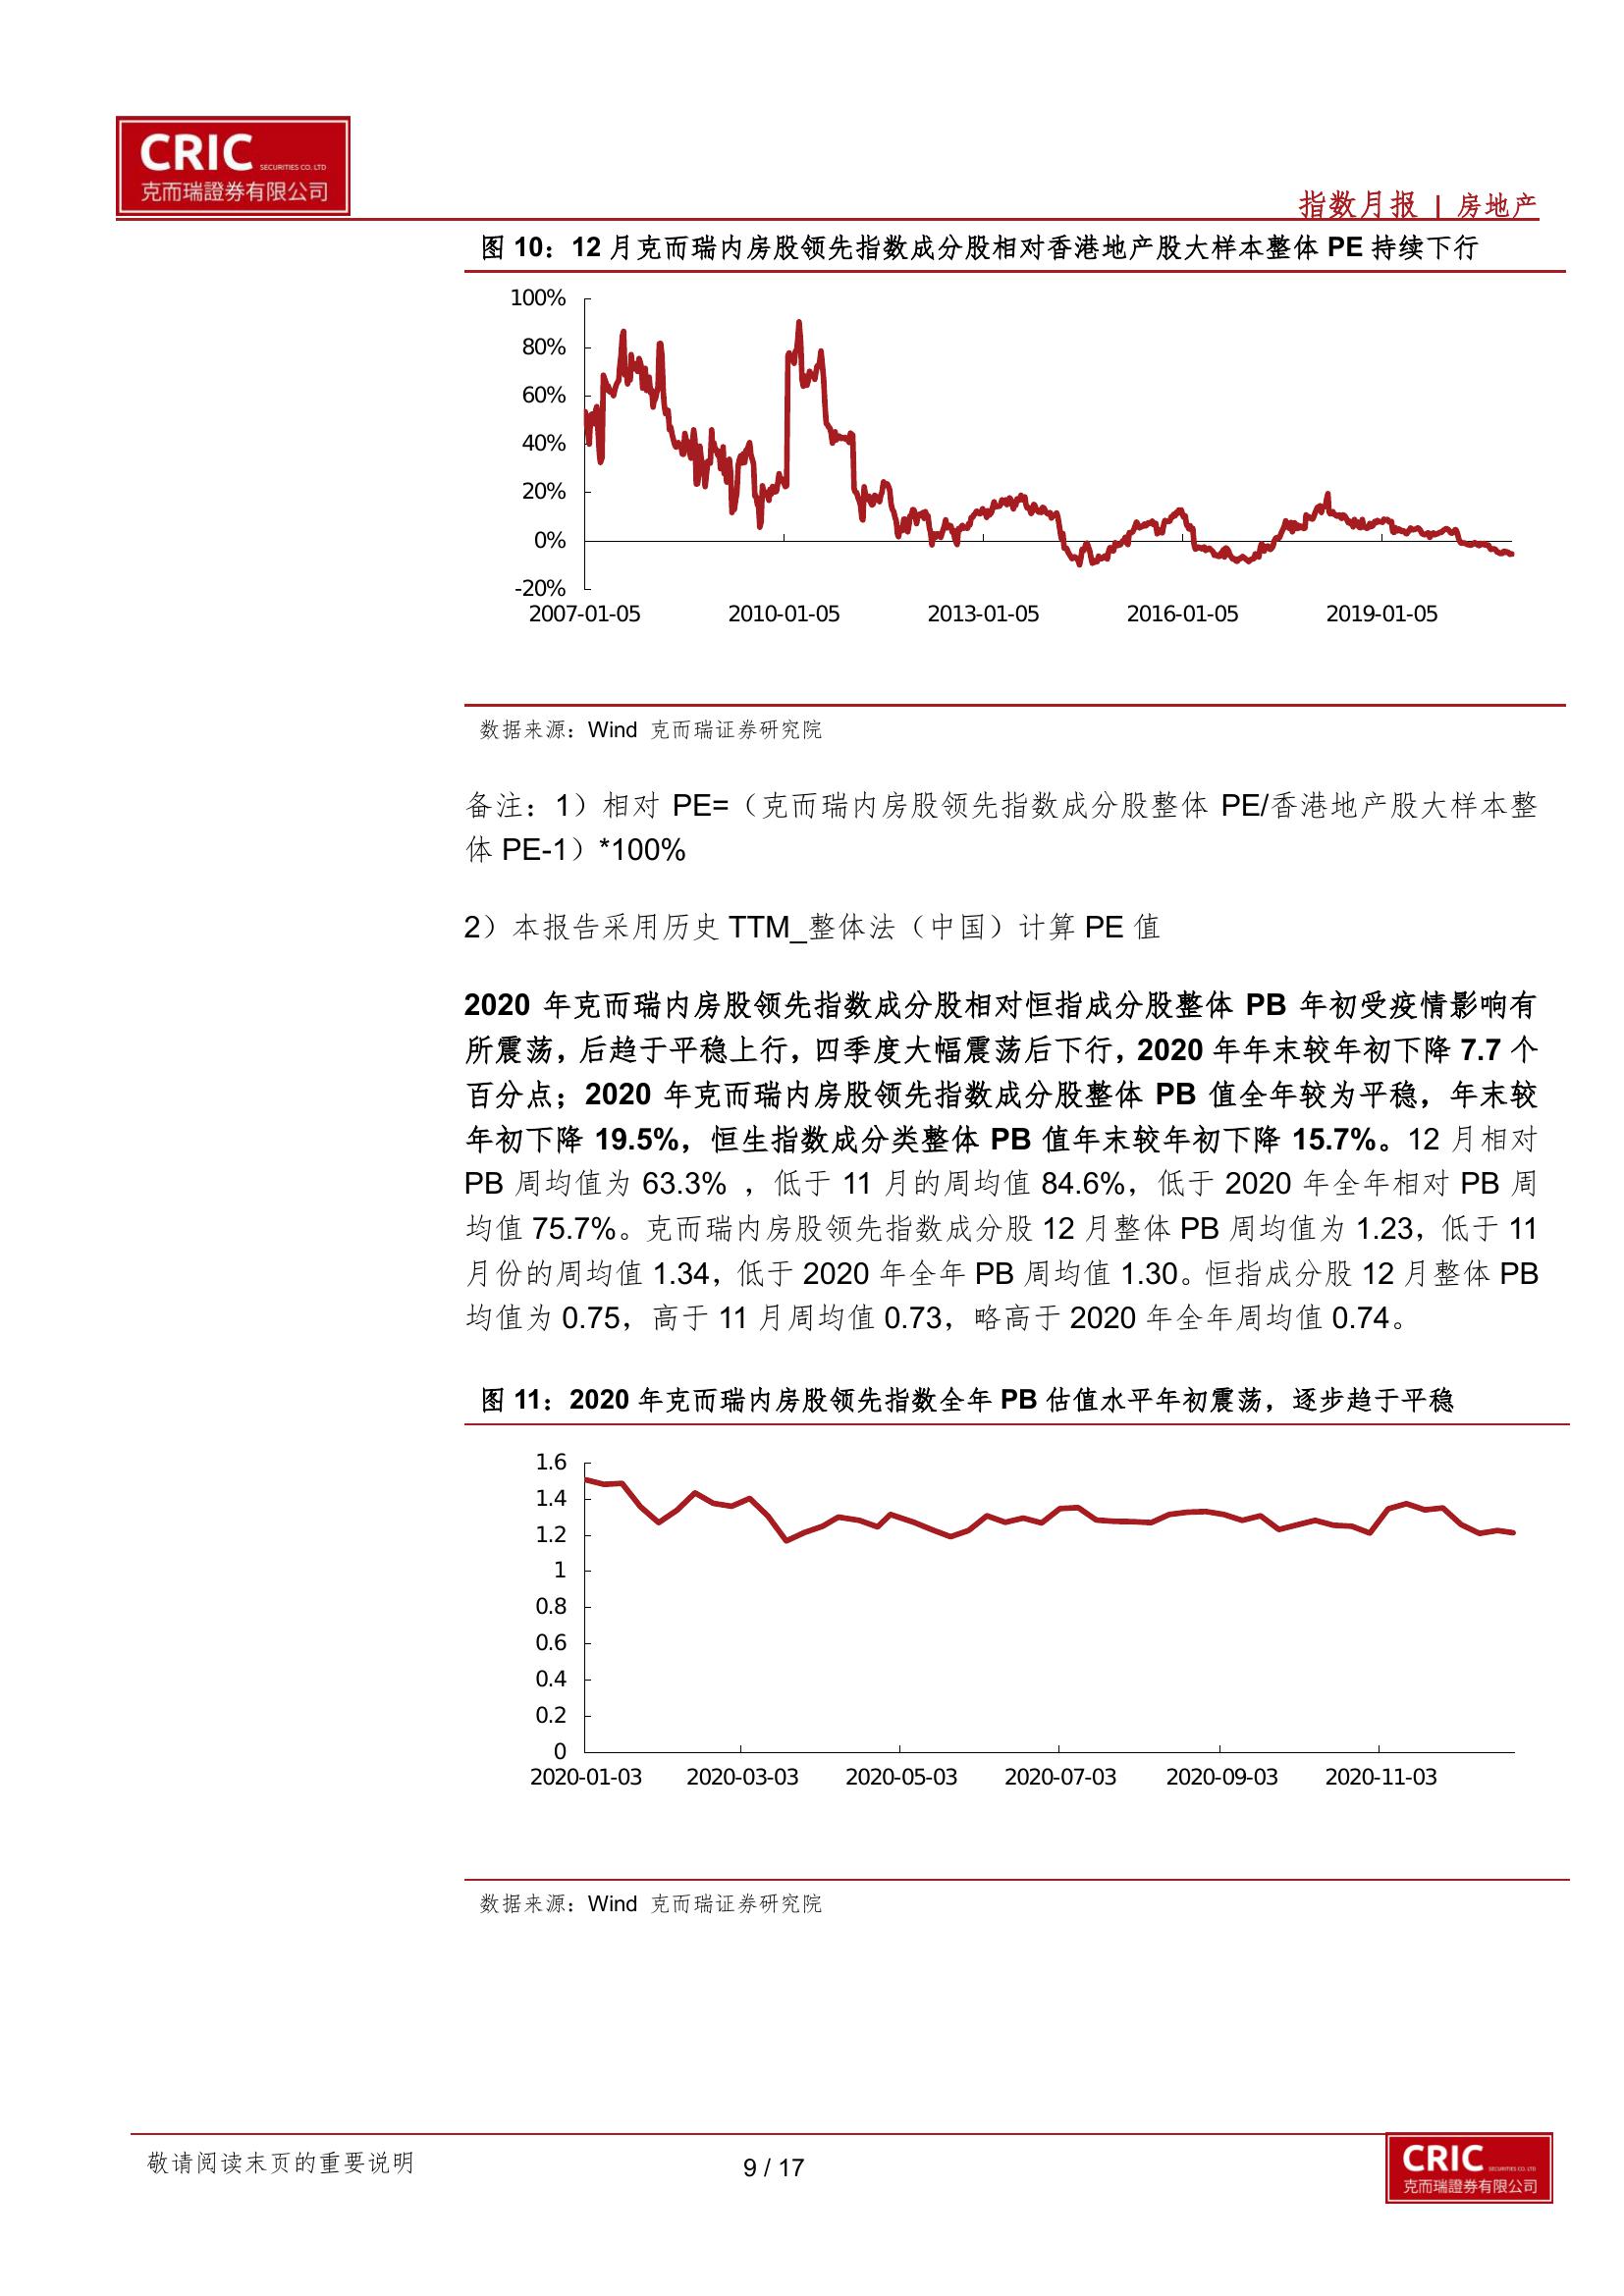 CRIC SECURITIES CO. LTD
克而瑞證券有限公司
指数月报 | 房地产
图 10：12 月克而瑞内房股领先指数成分股相对香港地产股大样本整体 PE 持续下行
100%
80%
60%
40%
20%
0%
-20%
2007-01-05 2010-01-05 2013-01-05 2016-01-05 2019-01-05
数据来源：Wind 克而瑞证券研究院
备注：1）相对 PE=（克而瑞内房股领先指数成分股整体 PE/香港地产股大样本整
体 PE-1）*100%
2）本报告采用历史 TTM_整体法（中国）计算 PE 值
2020 年克而瑞内房股领先指数成分股相对恒指成分股整体 PB 年初受疫情影响有
所震荡，后趋于平稳上行，四季度大幅震荡后下行，2020 年年末较年初下降 7.7 个
百分点；2020 年克而瑞内房股领先指数成分股整体 PB 值全年较为平稳，年末较
年初下降 19.5%，恒生指数成分类整体 PB 值年末较年初下降 15.7%。12 月相对
PB 周均值为 63.3% ，低于 11 月的周均值 84.6%，低于 2020 年全年相对 PB 周
均值 75.7%。克而瑞内房股领先指数成分股 12 月整体 PB 周均值为 1.23，低于 11
月份的周均值 1.34，低于 2020 年全年 PB 周均值 1.30。恒指成分股 12 月整体 PB
均值为 0.75，高于 11 月周均值 0.73，略高于 2020 年全年周均值 0.74。
图 11：2020 年克而瑞内房股领先指数全年 PB 估值水平年初震荡，逐步趋于平稳
1.6
1.4
1.2
1
0.8
0.6
0.4
0.2
0
2020-01-03 2020-03-03 2020-05-03 2020-07-03 2020-09-03 2020-11-03
数据来源：Wind 克而瑞证券研究院
敬请阅读末页的重要说明
9 / 17
CRIC SECURITIES CO. LTD
克而瑞證券有限公司